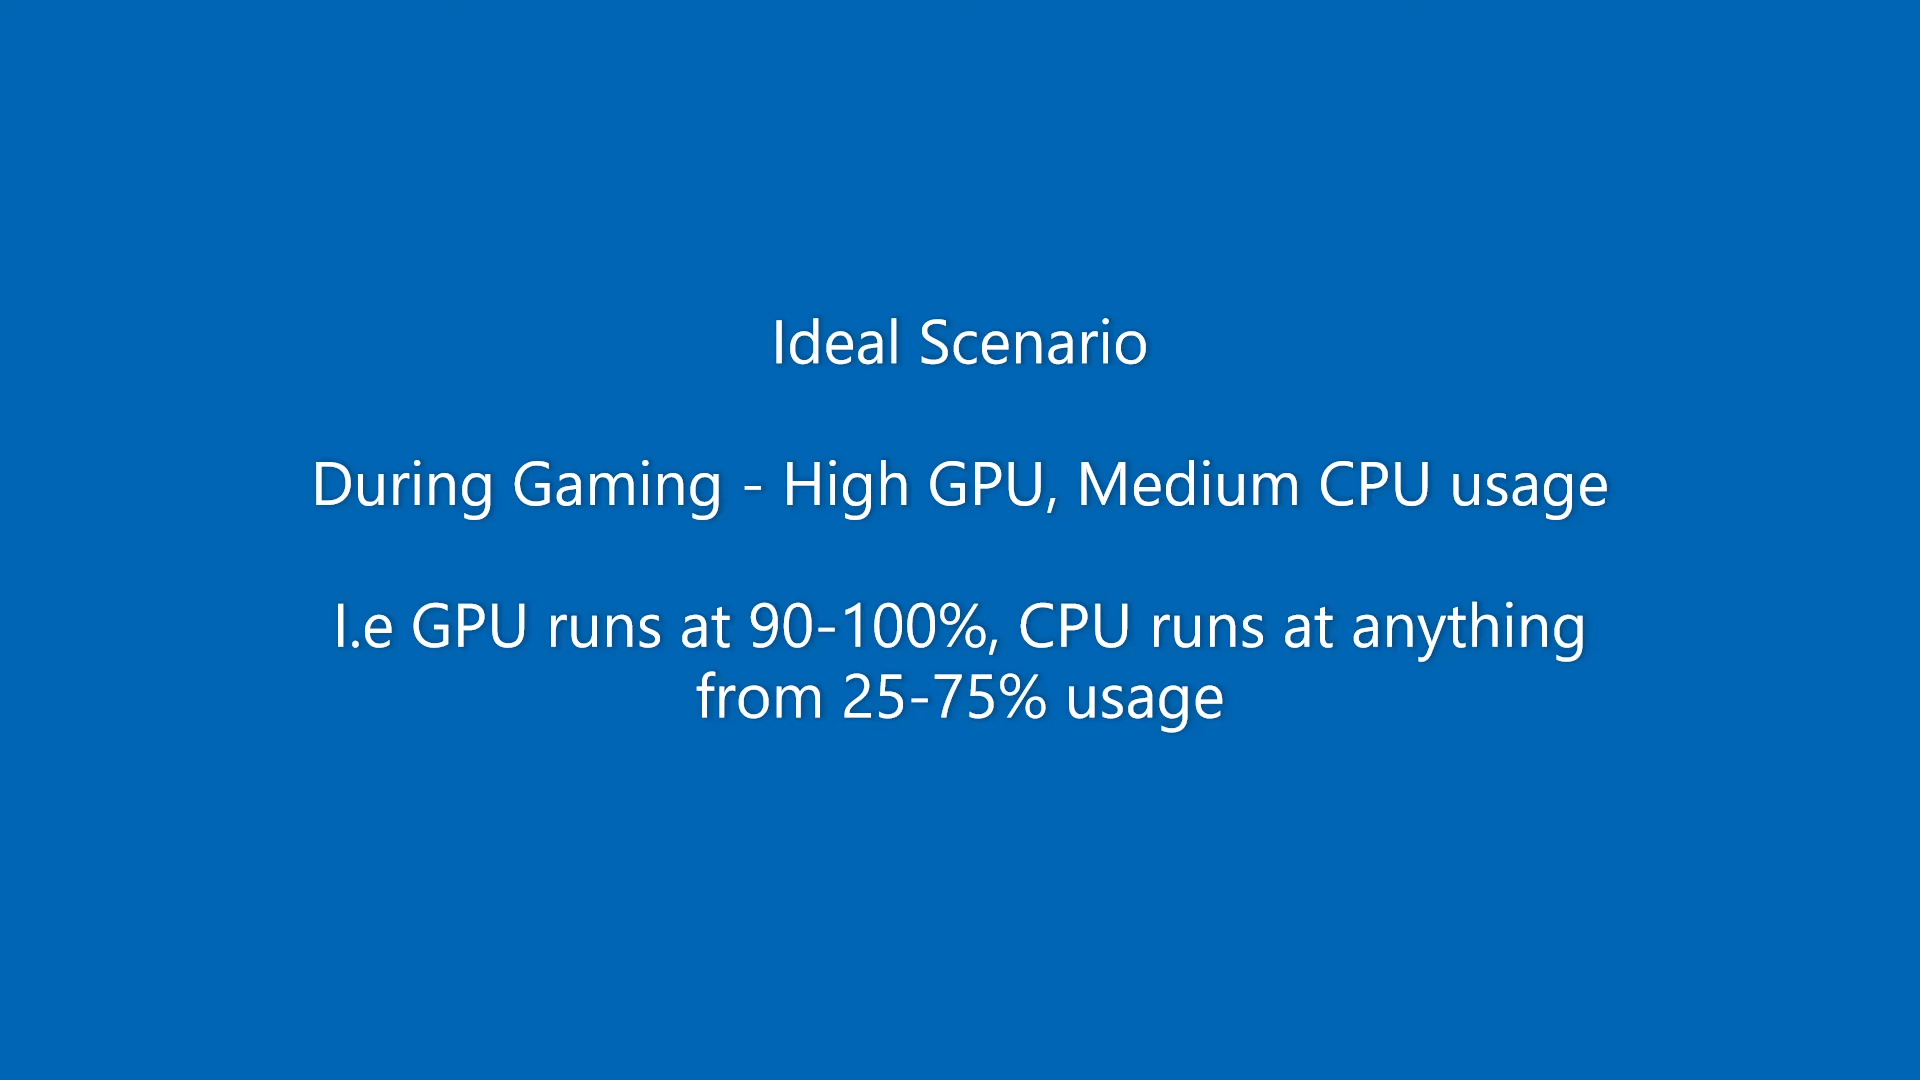 Ideal Scenario
During Gaming - High GPU, Medium CPU usage
I.e GPU runs at 90-100%, CPU runs at anything
from 25-75% usage